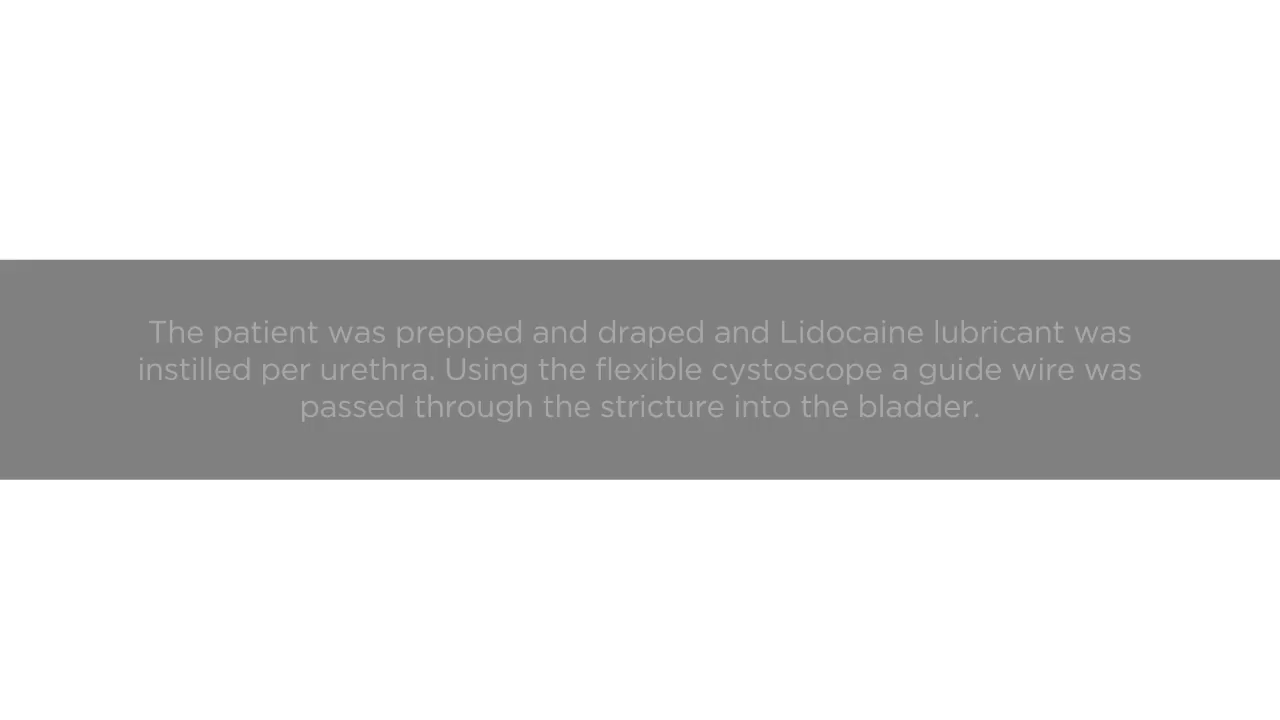 The patient was prepped and draped and Lidocaine lubricant was
instilled per urethra. Using the flexible cystoscope a guide wire was
passed through the stricture into the bladder.